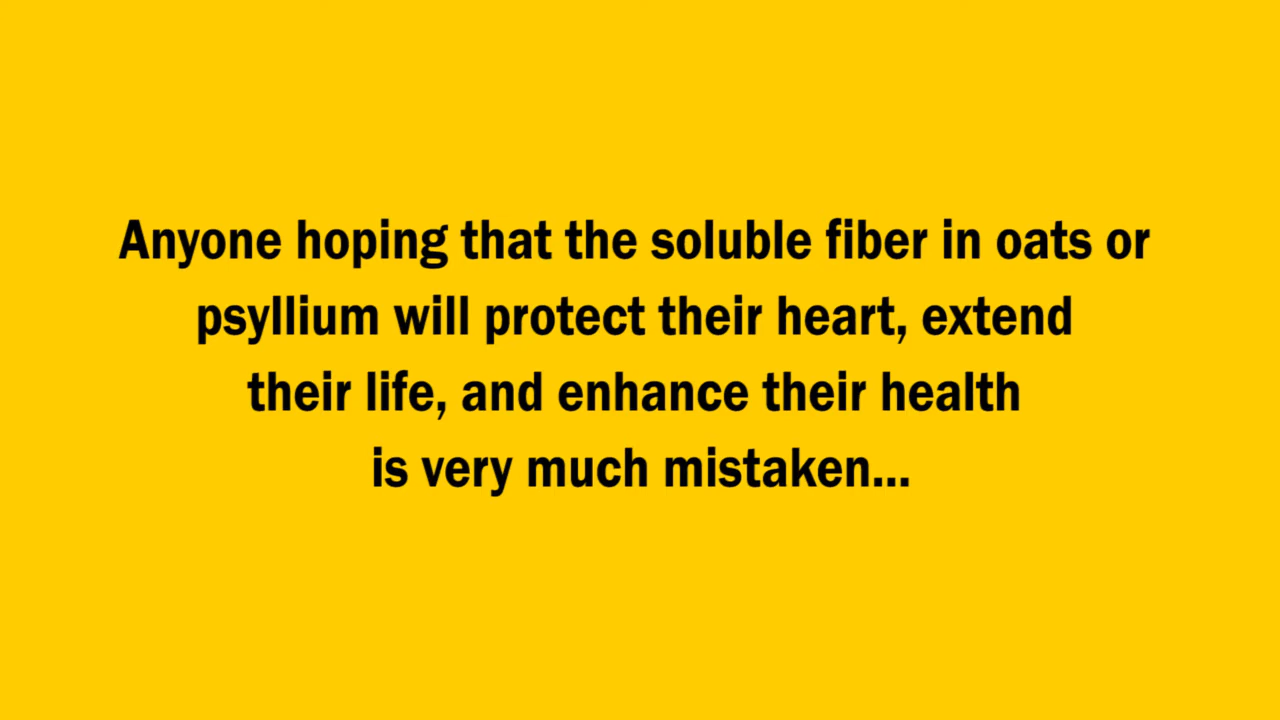 Anyone hoping that the soluble fiber in oats or
psyllium will protect their heart, extend
their life, and enhance their health
is very much mistaken...